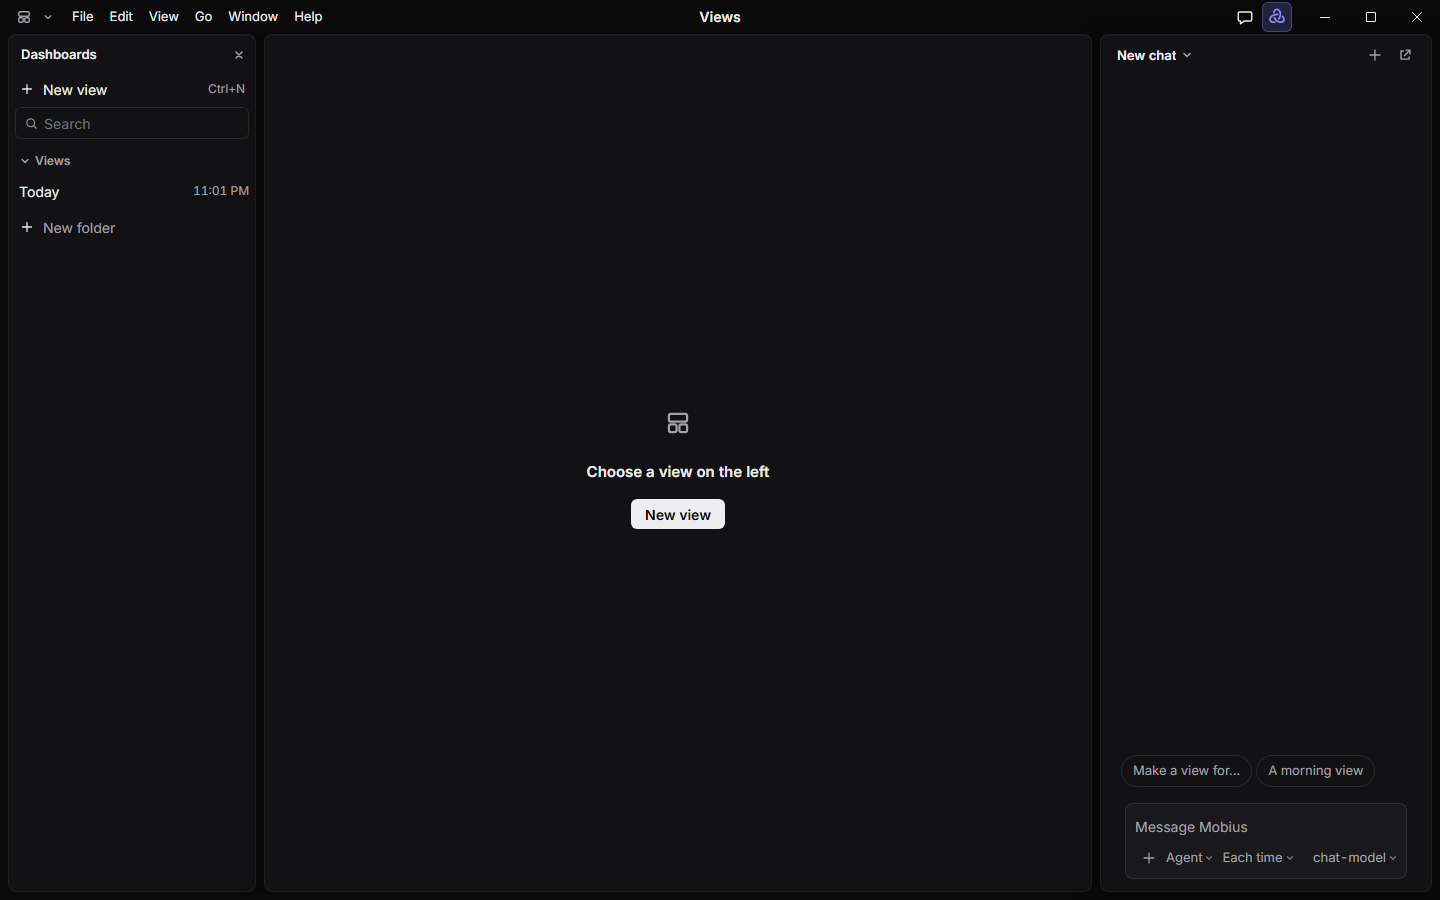 File Edit View Go Window Help
Views
Dashboards
New view Ctrl+N
Search
Views
Today 11:01 PM
New folder
Choose a view on the left
New view
New chat
Make a view for... A morning view
Message Mobius
Agent Each time chat-model